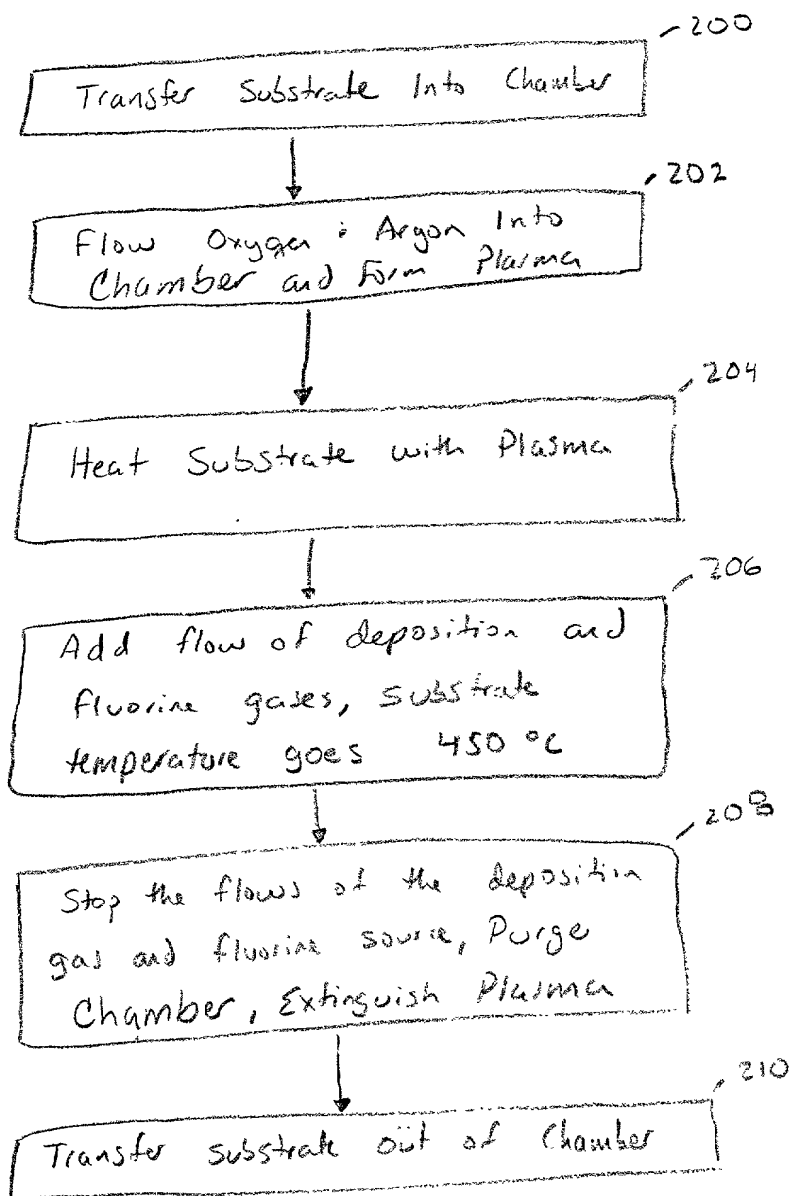 200
Transfer Substrate Into Chamber
202
Flow Oxygen : Argon Into
Chamber and Form Plasma
204
Heat Substrate with Plasma
206
Add flow of deposition and
fluorine gases, substrate
temperature goes 450 °C
208
Stop the flows of the deposition
gas and fluorine source, Purge
Chamber, Extinguish Plasma
210
Transfer substrate out of Chamber